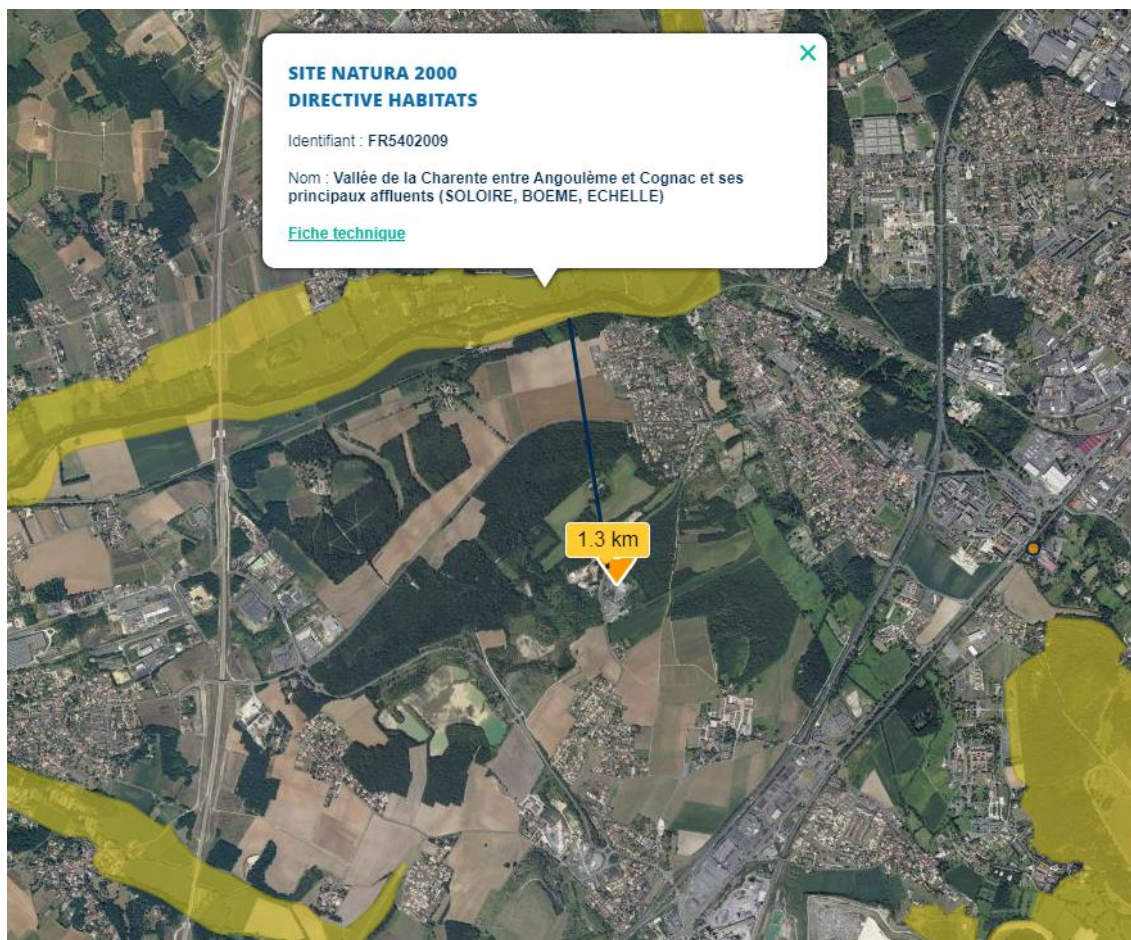 SITE NATURA 2000
DIRECTIVE HABITATS
Identifiant : FR5402009
Nom : Vallée de la Charente entre Angoulème et Cognac et ses
principaux affluents (SOLOIRE, BOEME, ECHELLE)
Fiche technique
1.3 km